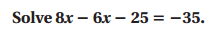 Solve 8x − 6x − 25 = −35.